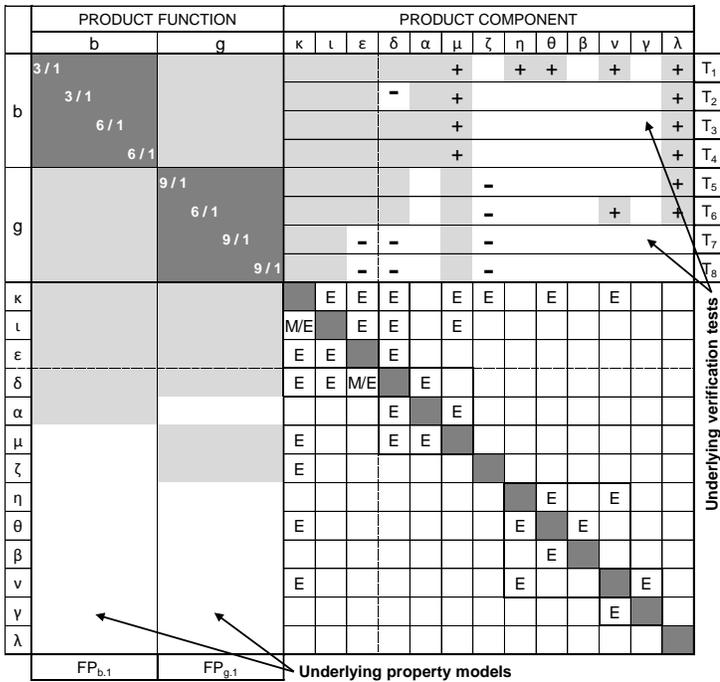 PRODUCT FUNCTION PRODUCT COMPONENT
b g κ ι ε δ α μ ζ η θ β ν γ λ
b
3 / 1 + + + + + T1
3 / 1 - + + T2
6 / 1 + + T3
6 / 1 + + T4
g
9 / 1 - + T5
6 / 1 - + + T6
9 / 1 - - - T7
9 / 1 - - - T8
κ E E E E E E E
ι M/E E E E
ε E E E
δ E E M/E E
α E E
μ E E E
ζ E
η E E
θ E E E
β E
ν E E E
γ E
λ
FPb.1 FPg.1
Underlying property models
Underlying verification tests